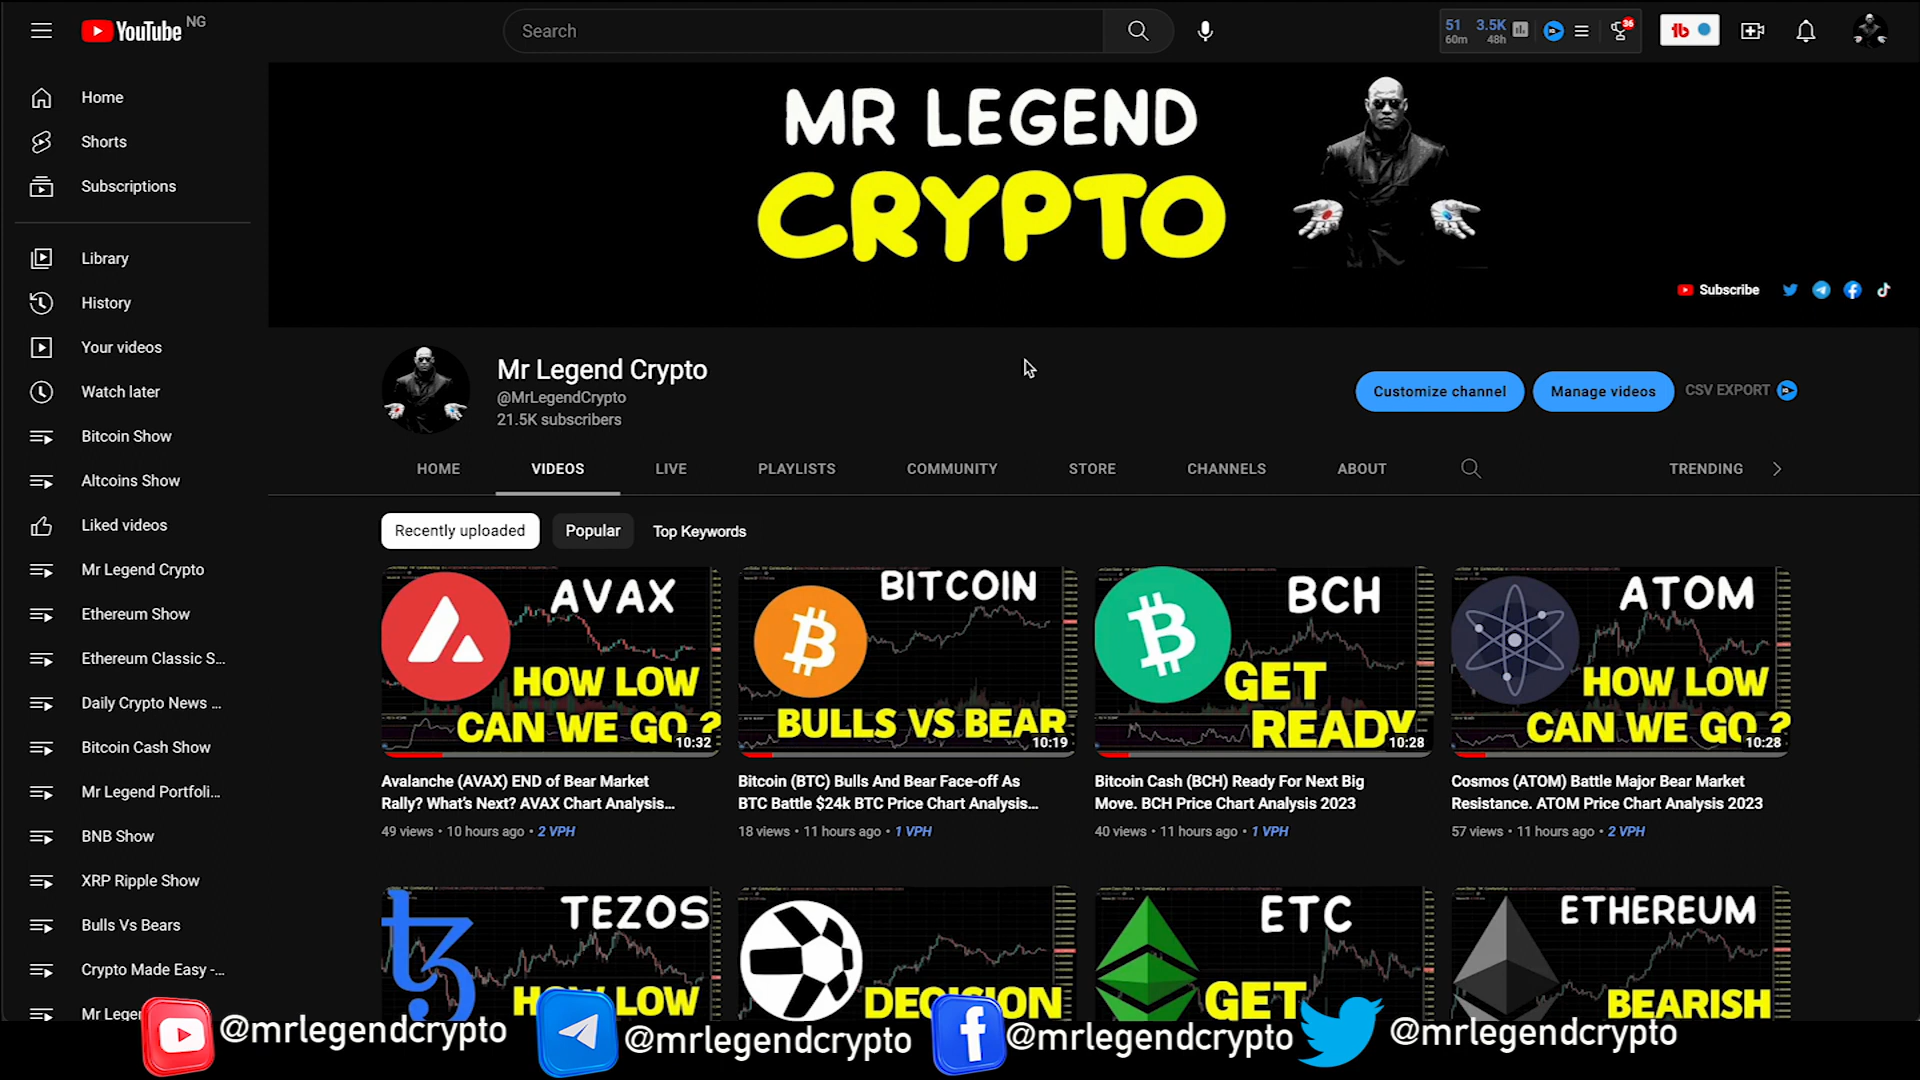 YouTube NG
Search
51 60m
3.5K 48h
36
Home
Shorts
Subscriptions
Library
History
Your videos
Watch later
Bitcoin Show
Altcoins Show
Liked videos
Mr Legend Crypto
Ethereum Show
Ethereum Classic S...
Daily Crypto News ...
Bitcoin Cash Show
Mr Legend Portfoli...
BNB Show
XRP Ripple Show
Bulls Vs Bears
Crypto Made Easy -...
Mr Leger
MR LEGEND
CRYPTO
Subscribe
Mr Legend Crypto
@MrLegendCrypto
21.5K subscribers
Customize channel
Manage videos
CSV EXPORT
HOME VIDEOS LIVE PLAYLISTS COMMUNITY STORE CHANNELS ABOUT TRENDING
Recently uploaded
Popular
Top Keywords
AVAX
HOW LOW
CAN WE GO ?
10:32
Avalanche (AVAX) END of Bear Market
Rally? What's Next? AVAX Chart Analysis...
49 views • 10 hours ago • 2 VPH
BITCOIN
BULLS VS BEAR
10:19
Bitcoin (BTC) Bulls And Bear Face-off As
BTC Battle $24k BTC Price Chart Analysis...
18 views • 11 hours ago • 1 VPH
BCH
GET
READY
10:28
Bitcoin Cash (BCH) Ready For Next Big
Move. BCH Price Chart Analysis 2023
40 views • 11 hours ago • 1 VPH
ATOM
HOW LOW
CAN WE GO ?
10:28
Cosmos (ATOM) Battle Major Bear Market
Resistance. ATOM Price Chart Analysis 2023
57 views • 11 hours ago • 2 VPH
TEZOS
HOW LOW
DECISION
ETC
GET
ETHEREUM
BEARISH
@mrlegendcrypto
@mrlegendcrypto
@mrlegendcrypto
@mrlegendcrypto